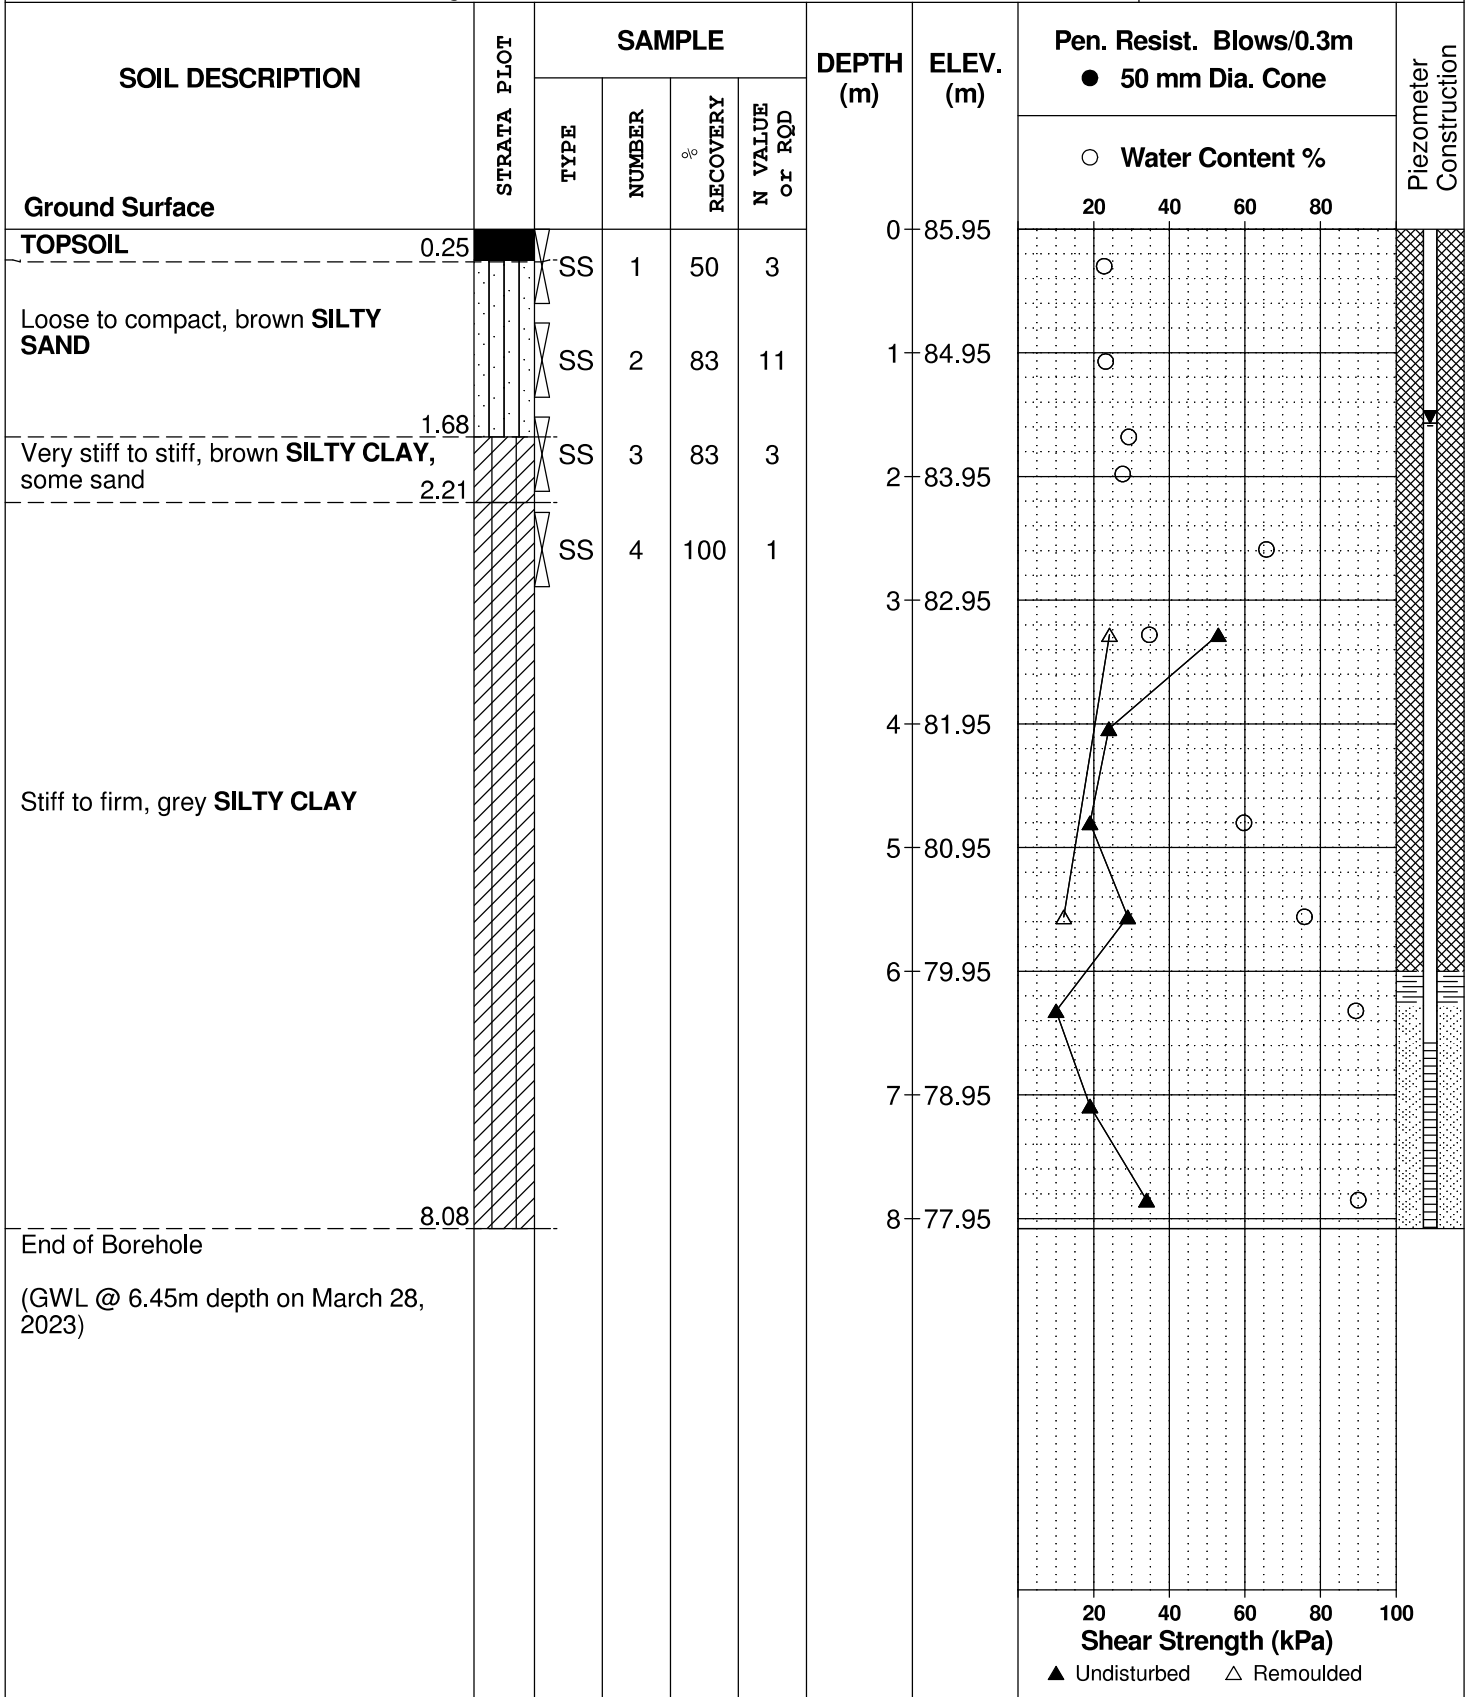 SOIL DESCRIPTION
Ground Surface
STRATA PLOT
SAMPLE
TYPE
NUMBER
% RECOVERY
N VALUE or RQD
DEPTH (m)
ELEV. (m)
Pen. Resist. Blows/0.3m
● 50 mm Dia. Cone
○ Water Content %
20 40 60 80
Piezometer Construction
TOPSOIL 0.25
Loose to compact, brown SILTY
SAND
1.68
Very stiff to stiff, brown SILTY CLAY,
some sand
2.21
Stiff to firm, grey SILTY CLAY
8.08
End of Borehole
(GWL @ 6.45m depth on March 28,
2023)
SS 1 50 3
SS 2 83 11
SS 3 83 3
SS 4 100 1
0 85.95
1 84.95
2 83.95
3 82.95
4 81.95
5 80.95
6 79.95
7 78.95
8 77.95
20 40 60 80 100
Shear Strength (kPa)
▲ Undisturbed △ Remoulded